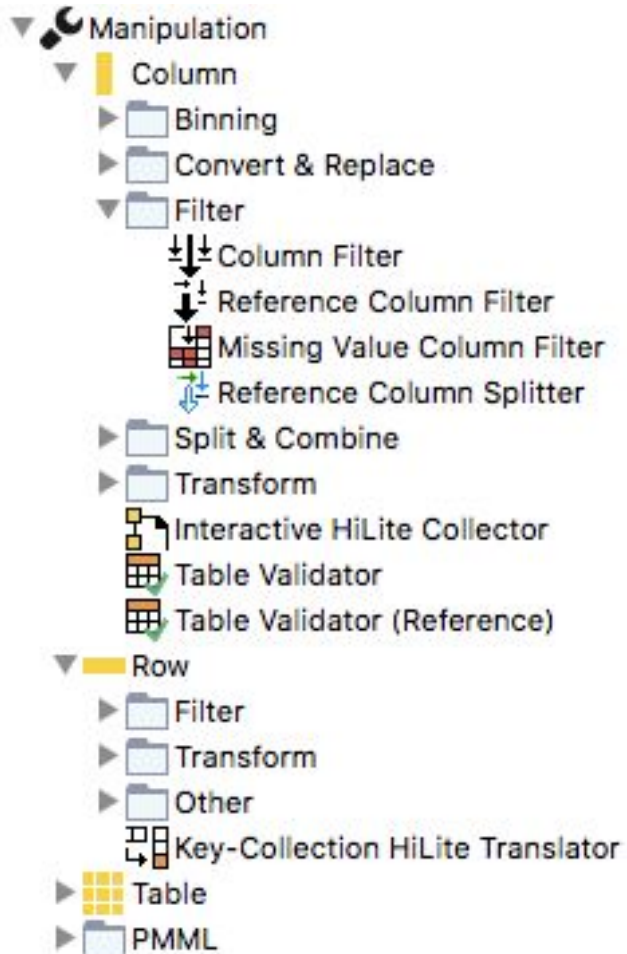 Manipulation
Column
Binning
Convert & Replace
Filter
Column Filter
Reference Column Filter
Missing Value Column Filter
Reference Column Splitter
Split & Combine
Transform
Interactive HiLite Collector
Table Validator
Table Validator (Reference)
Row
Filter
Transform
Other
Key-Collection HiLite Translator
Table
PMML